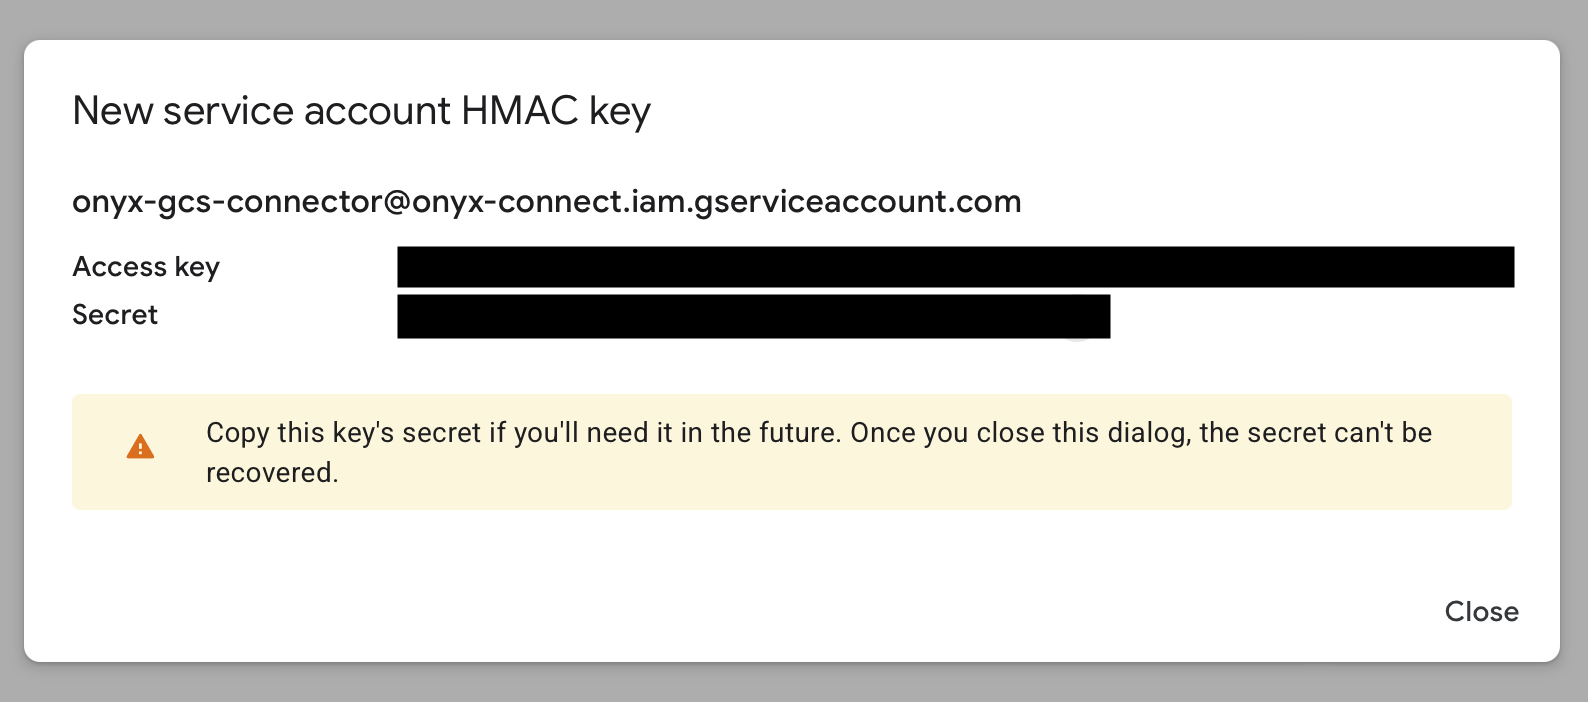 New service account HMAC key
onyx-gcs-connector@onyx-connect.iam.gserviceaccount.com
Access key
Secret
Copy this key's secret if you'll need it in the future. Once you close this dialog, the secret can't be
recovered.
Close